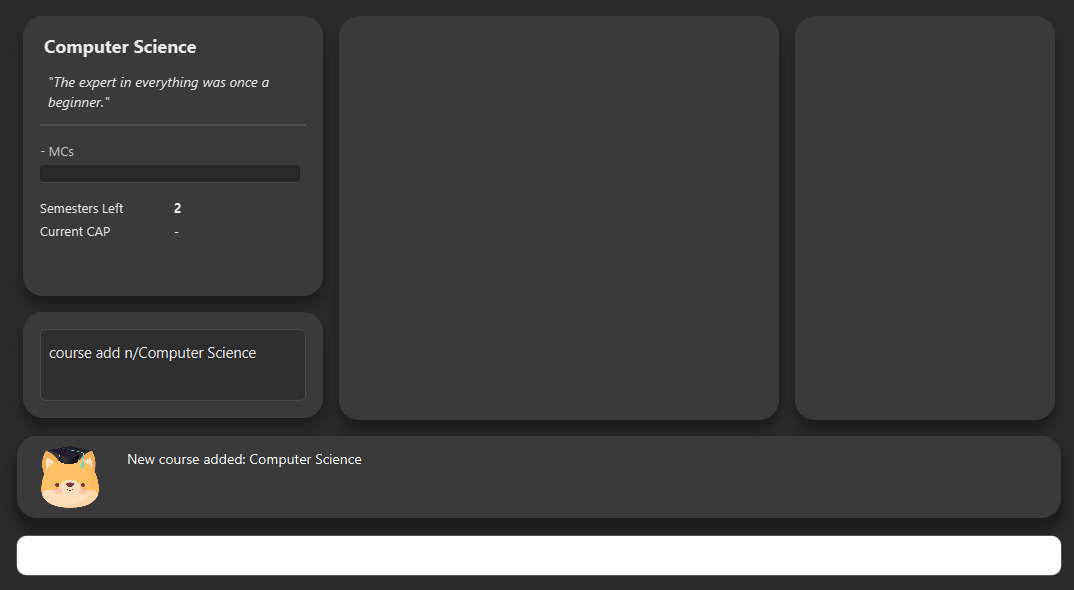 Computer Science
"The expert in everything was once a
beginner."
- MCs
Semesters Left 2
Current CAP -
course add n/Computer Science
New course added: Computer Science